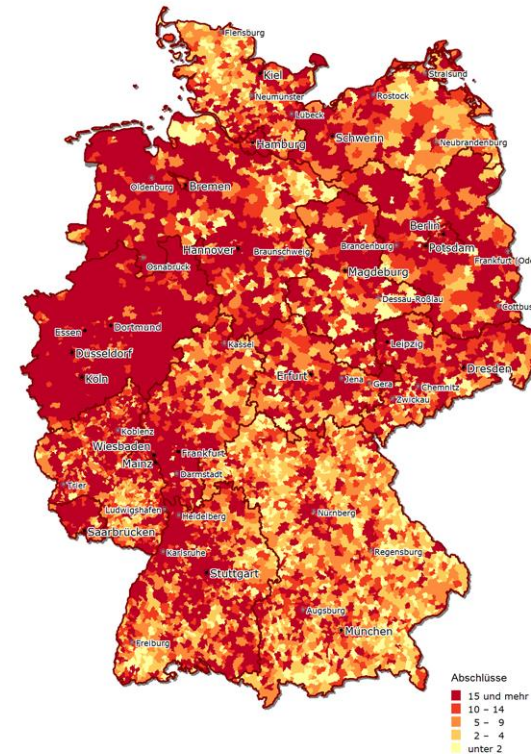 Flensburg
Kiel
Stralsund
Rostock
Neumünster
Lübeck
Schwerin
Hamburg
Neubrandenburg
Oldenburg
Bremen
Berlin
Hannover
Braunschweig
Brandenburg
Potsdam
Osnabrück
Magdeburg
Frankfurt (Ode
Dessau-Roßlau
Cottbus
Essen
Dortmund
Düsseldorf
Kassel
Leipzig
Köln
Erfurt
Jena
Gera
Dresden
Chemnitz
Zwickau
Koblenz
Wiesbaden
Frankfurt
Mainz
Darmstadt
Trier
Ludwigshafen
Heidelberg
Nürnberg
Saarbrücken
Karlsruhe
Regensburg
Stuttgart
Augsburg
München
Freiburg
Abschlüsse
15 und mehr
10 – 14
5 – 9
2 – 4
unter 2